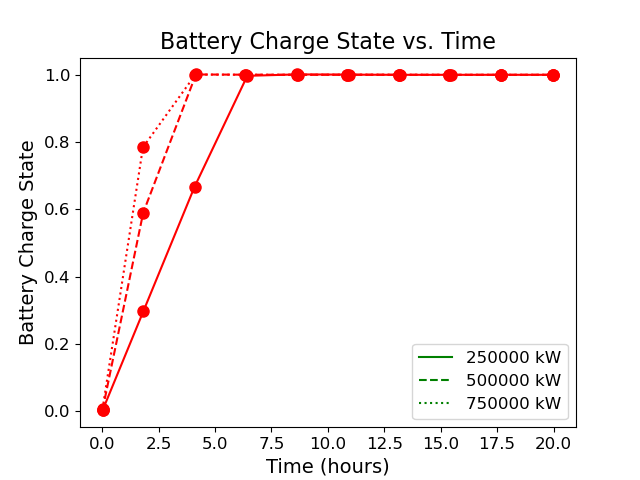 Battery Charge State vs. Time
Battery Charge State
1.0
0.8
0.6
0.4
0.2
0.0
250000 kW
500000 kW
750000 kW
0.0 2.5 5.0 7.5 10.0 12.5 15.0 17.5 20.0
Time (hours)